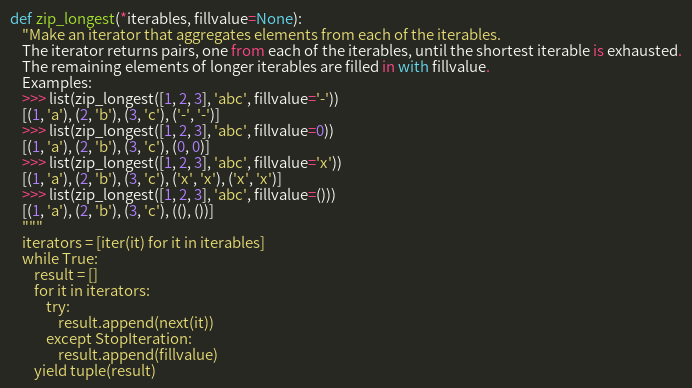 def zip_longest(*iterables, fillvalue=None):
"Make an iterator that aggregates elements from each of the iterables.
The iterator returns pairs, one from each of the iterables, until the shortest iterable is exhausted.
The remaining elements of longer iterables are filled in with fillvalue.
Examples:
>>> list(zip_longest([1, 2, 3], 'abc', fillvalue='-'))
[(1, 'a'), (2, 'b'), (3, 'c'), ('-', '-')]
>>> list(zip_longest([1, 2, 3], 'abc', fillvalue=0))
[(1, 'a'), (2, 'b'), (3, 'c'), (0, 0)]
>>> list(zip_longest([1, 2, 3], 'abc', fillvalue='x'))
[(1, 'a'), (2, 'b'), (3, 'c'), ('x', 'x'), ('x', 'x')]
>>> list(zip_longest([1, 2, 3], 'abc', fillvalue=()))
[(1, 'a'), (2, 'b'), (3, 'c'), ((), ())]
"""
iterators = [iter(it) for it in iterables]
while True:
result = []
for it in iterators:
try:
result.append(next(it))
except StopIteration:
result.append(fillvalue)
yield tuple(result)